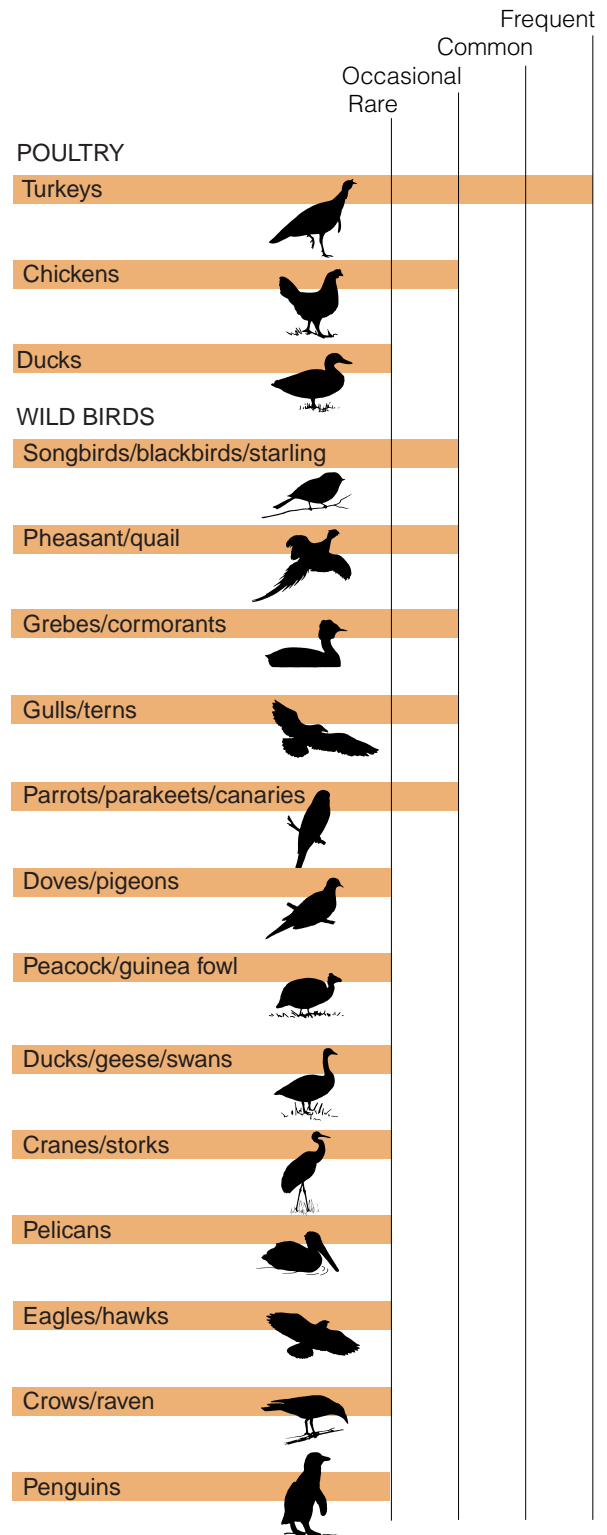 Frequent
Common
Occasional
Rare
POULTRY
Turkeys
Chickens
Ducks
WILD BIRDS
Songbirds/blackbirds/starling
Pheasant/quail
Grebes/cormorants
Gulls/terns
Parrots/parakeets/canaries
Doves/pigeons
Peacock/guinea fowl
Ducks/geese/swans
Cranes/storks
Pelicans
Eagles/hawks
Crows/raven
Penguins